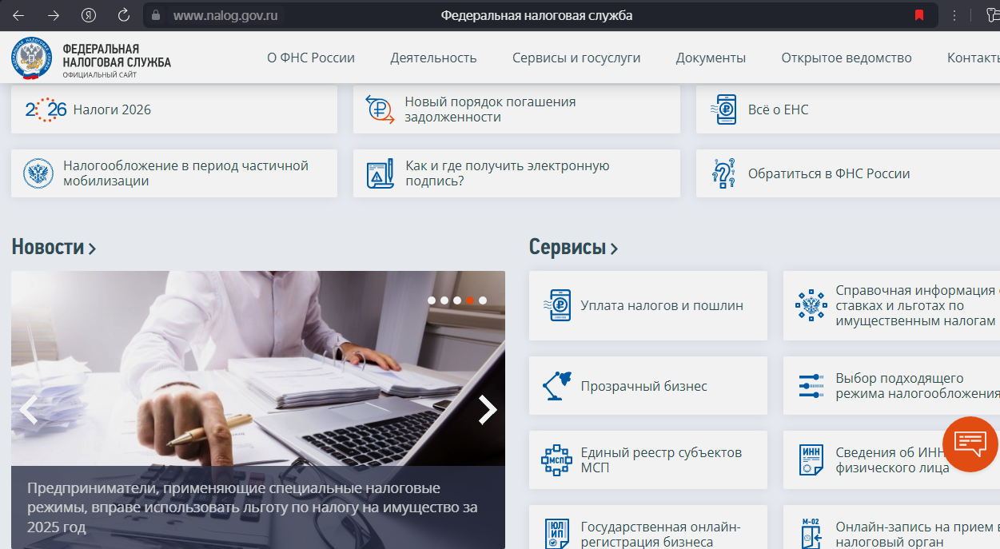 www.nalog.gov.ru
Федеральная налоговая служба
ФЕДЕРАЛЬНАЯ
НАЛОГОВАЯ СЛУЖБА
ОФИЦИАЛЬНЫЙ САЙТ
О ФНС России
Деятельность
Сервисы и госуслуги
Документы
Открытое ведомство
Контакты
2026
Налоги 2026
Новый порядок погашения
задолженности
Всё о ЕНС
Налогообложение в период частичной
мобилизации
Как и где получить электронную
подпись?
Обратиться в ФНС России
Новости
Предприниматели, применяющие специальные налоговые
режимы, вправе использовать льготу по налогу на имущество за
2025 год
Сервисы
Уплата налогов и пошлин
Справочная информация
ставках и льготах по
имущественным налогам
Прозрачный бизнес
Выбор подходящего
режима налогообложения
МСП
Единый реестр субъектов
МСП
ИНН
Сведения об ИНН
физического лица
ЮЛ
ИП
Государственная онлайн-
регистрация бизнеса
М-02
Онлайн-запись на прием в
налоговый орган